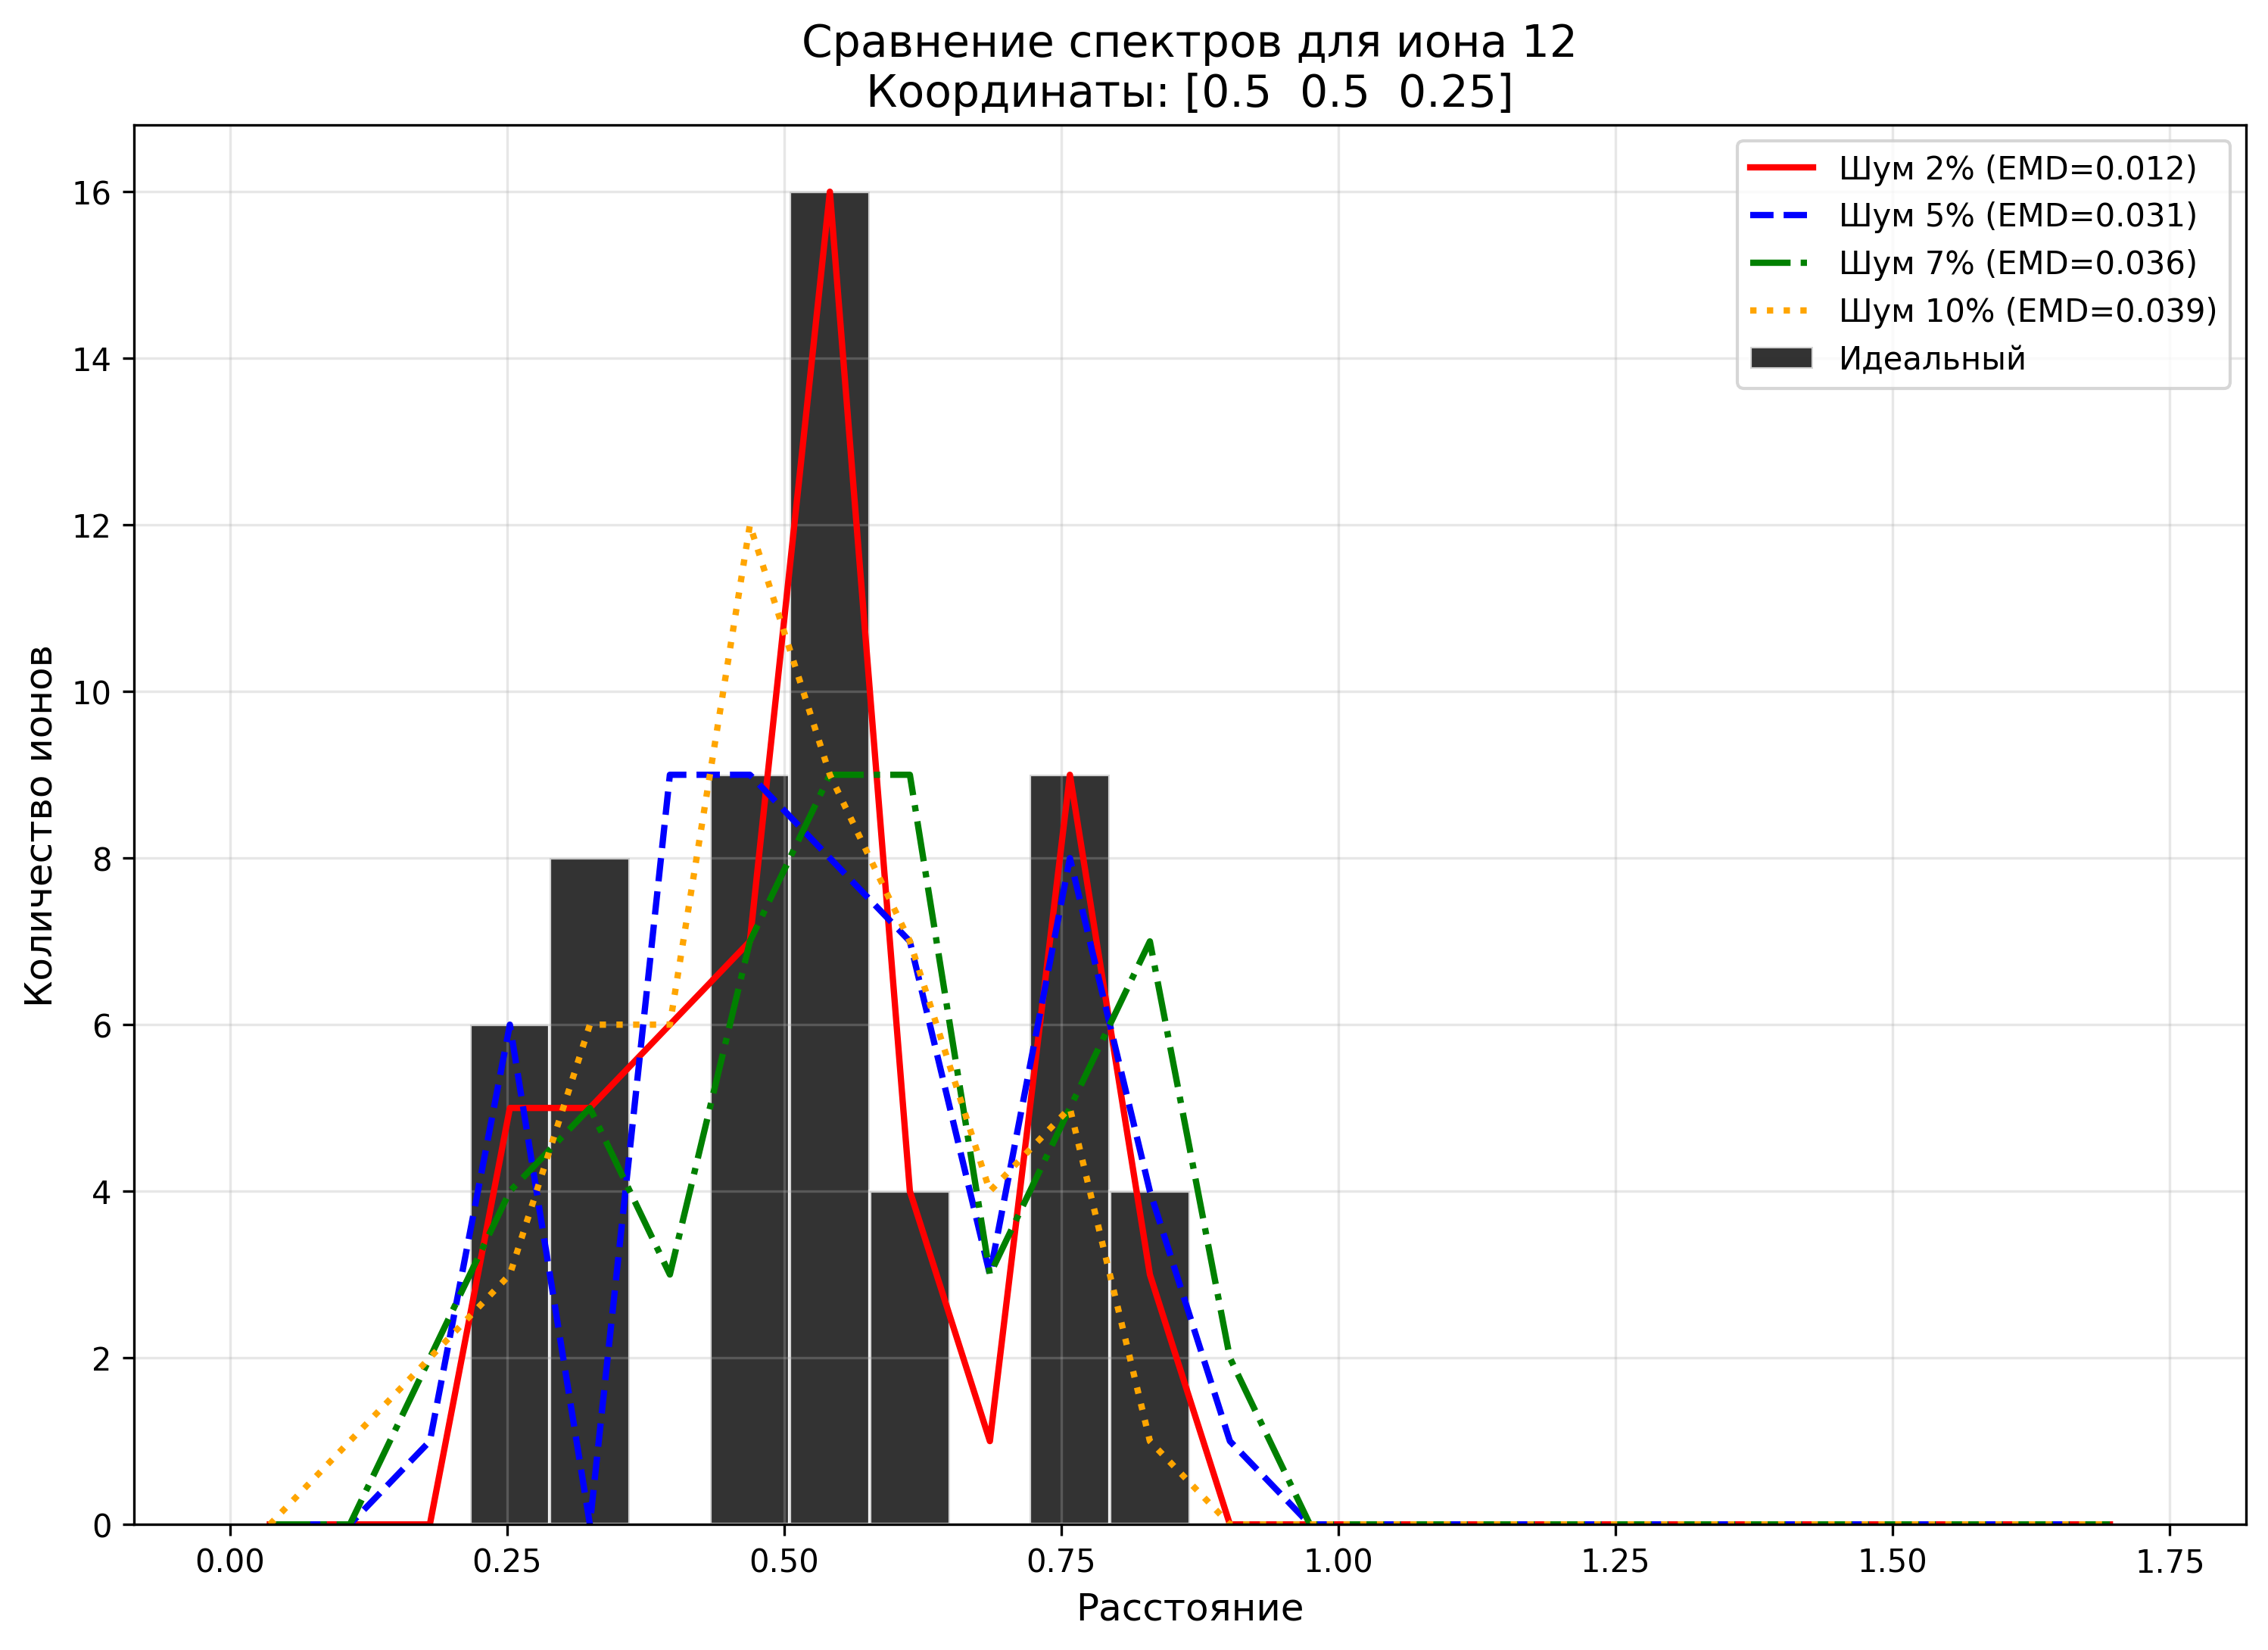 Сравнение спектров для иона 12
Координаты: [0.5  0.5  0.25]
Шум 2% (EMD=0.012)
Шум 5% (EMD=0.031)
Шум 7% (EMD=0.036)
Шум 10% (EMD=0.039)
Идеальный
Количество ионов
16
14
12
10
8
6
4
2
0
0.00 0.25 0.50 0.75 1.00 1.25 1.50 1.75
Расстояние